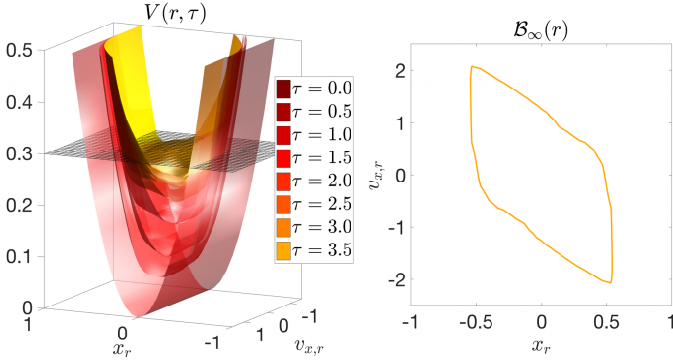 V(r, τ)
0.5
0.4
0.3
0.2
0.1
0
1
0
-1
x_r
1
0
-1
v_{x,r}
τ = 0.0
τ = 0.5
τ = 1.0
τ = 1.5
τ = 2.0
τ = 2.5
τ = 3.0
τ = 3.5
𝓑_∞(r)
2
1
0
-1
-2
v_{x,r}
-1
-0.5
0
0.5
1
x_r